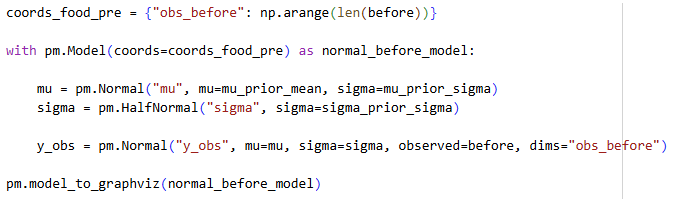 coords_food_pre = {"obs_before": np.arange(len(before))}
with pm.Model(coords=coords_food_pre) as normal_before_model:
    mu = pm.Normal("mu", mu=mu_prior_mean, sigma=mu_prior_sigma)
    sigma = pm.HalfNormal("sigma", sigma=sigma_prior_sigma)
    y_obs = pm.Normal("y_obs", mu=mu, sigma=sigma, observed=before, dims="obs_before")
pm.model_to_graphviz(normal_before_model)